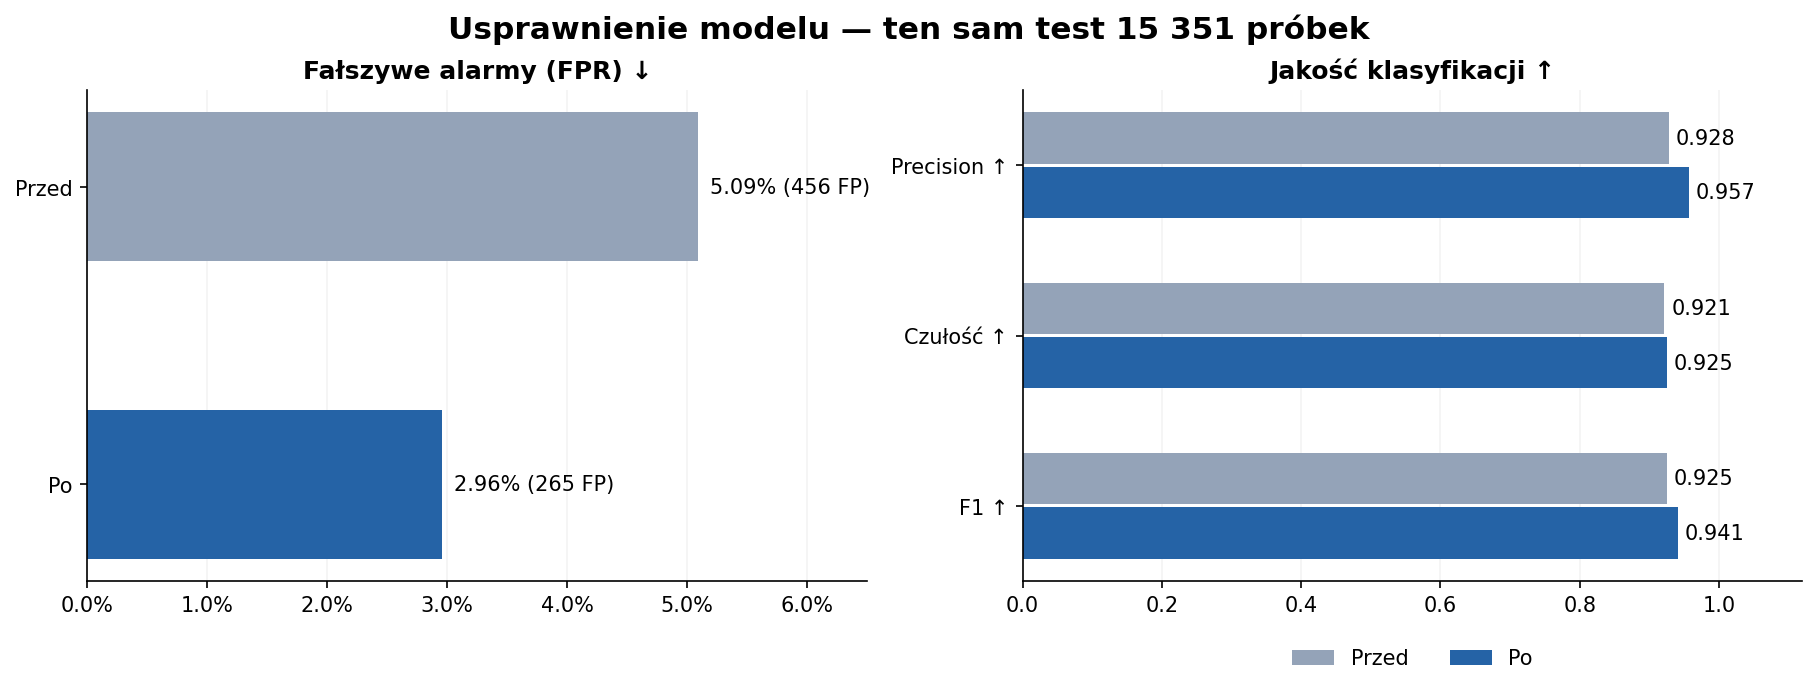 Usprawnienie modelu — ten sam test 15 351 próbek
Fałszywe alarmy (FPR) ↓
Przed
5.09% (456 FP)
Po
2.96% (265 FP)
0.0% 1.0% 2.0% 3.0% 4.0% 5.0% 6.0%
Jakość klasyfikacji ↑
Precision ↑
0.928
0.957
Czułość ↑
0.921
0.925
F1 ↑
0.925
0.941
0.0 0.2 0.4 0.6 0.8 1.0
Przed Po